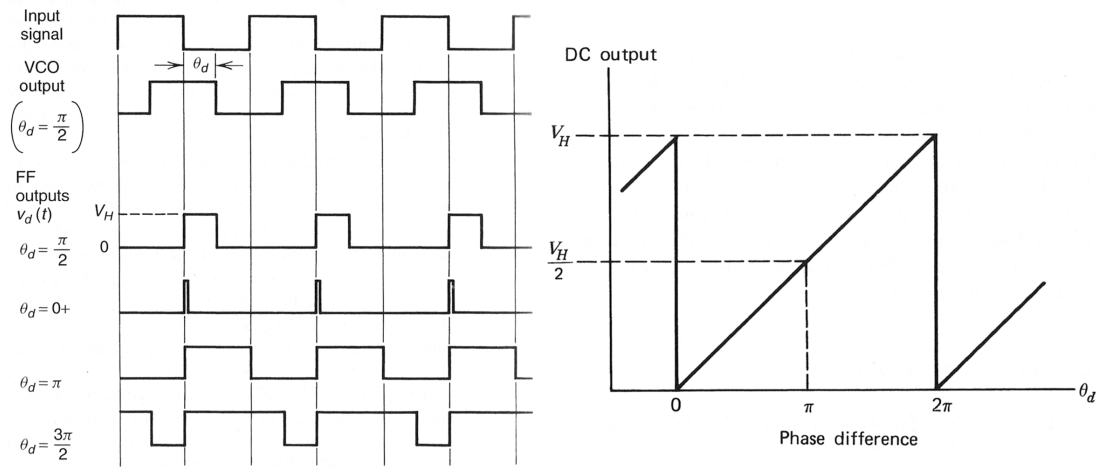 Input
signal
θd
VCO
output
(θd = π/2)
FF
outputs
vd (t)
VH
θd = π/2
0
θd = 0+
θd = π
θd = 3π/2
DC output
VH
VH/2
0
π
2π
θd
Phase difference